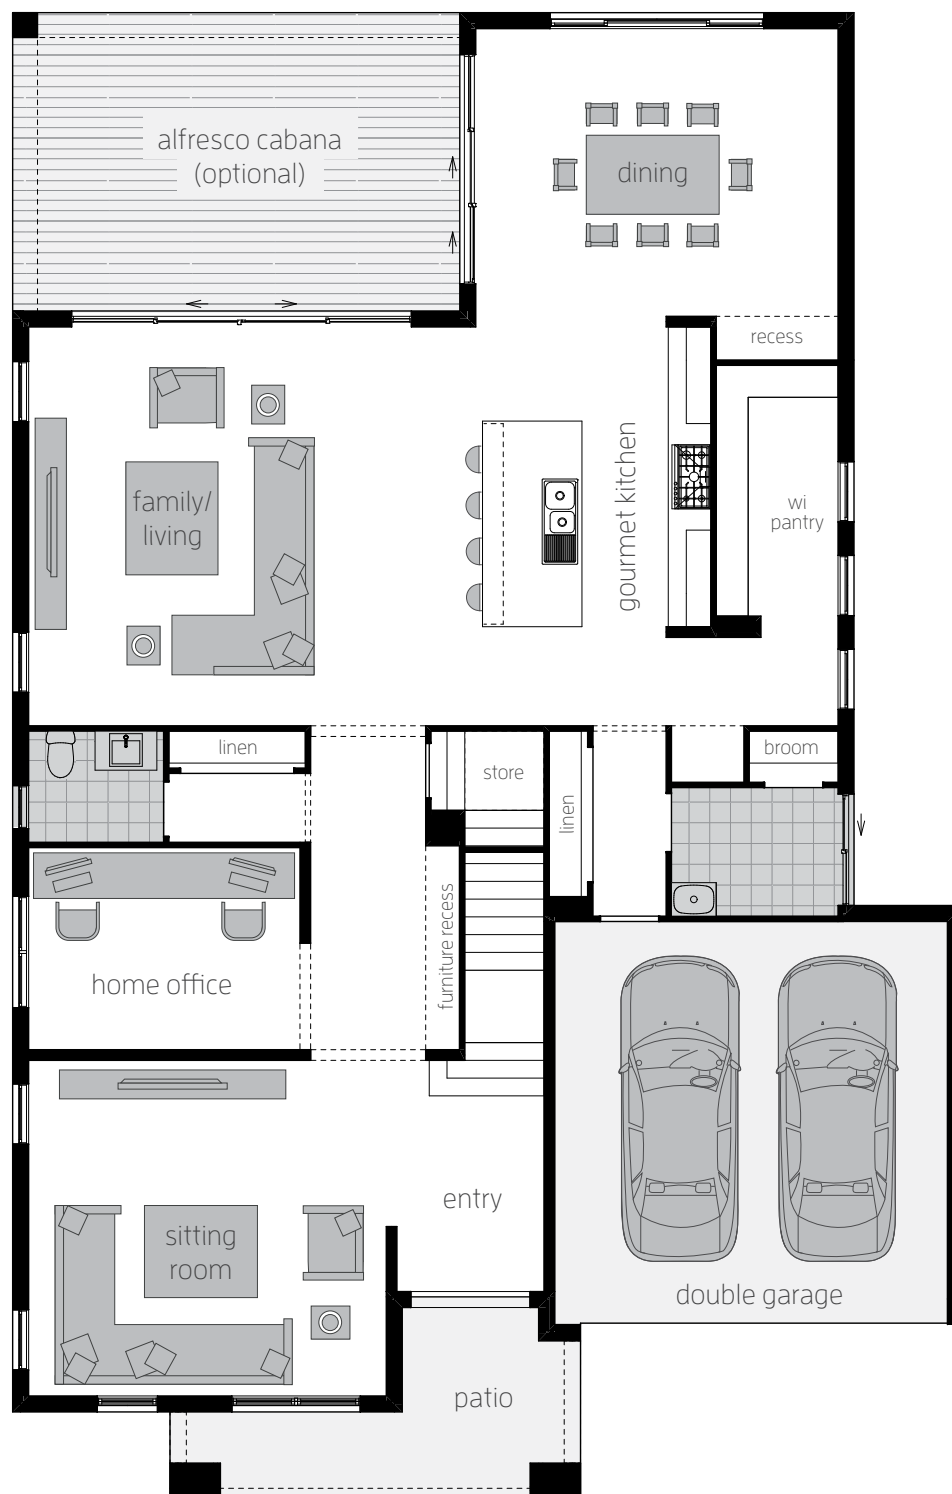 alfresco cabana
(optional)
dining
recess
family/
living
gourmet kitchen
wi
pantry
linen
store
broom
linen
furniture recess
home office
entry
sitting
room
double garage
patio